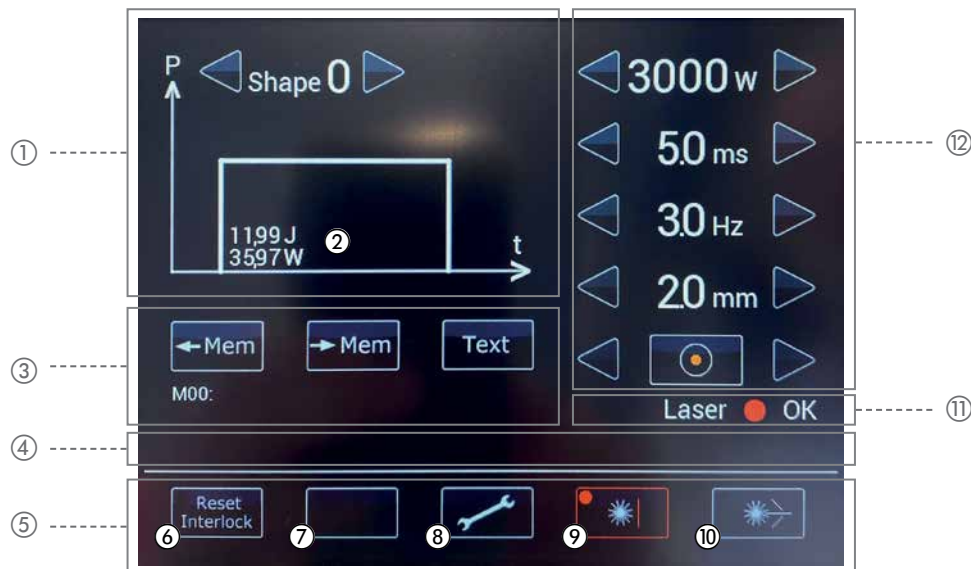 ① ② ③ ④ ⑤ ⑥ ⑦ ⑧ ⑨ ⑩ ⑪ ⑫
P
Shape 0
11,99 J
35,97 W
t
3000 W
5.0 ms
3.0 Hz
2.0 mm
←Mem
→Mem
Text
M00:
Laser OK
Reset
Interlock